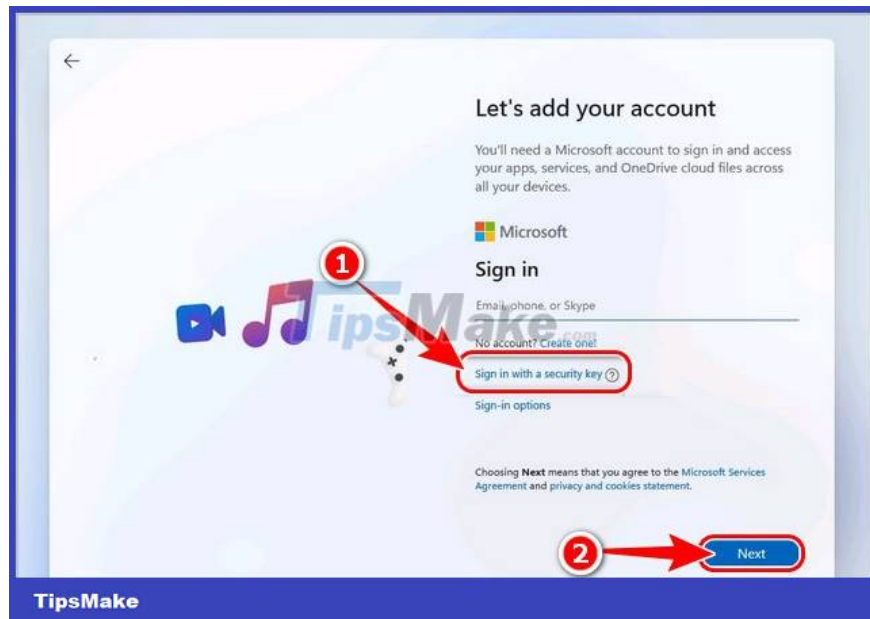 Let's add your account
You'll need a Microsoft account to sign in and access
your apps, services, and OneDrive cloud files across
all your devices.
Microsoft
Sign in
1
Email, phone, or Skype
TipsMake.com
No account? Create one!
Sign in with a security key ?
Sign-in options
Choosing Next means that you agree to the Microsoft Services
Agreement and privacy and cookies statement.
2
Next
TipsMake